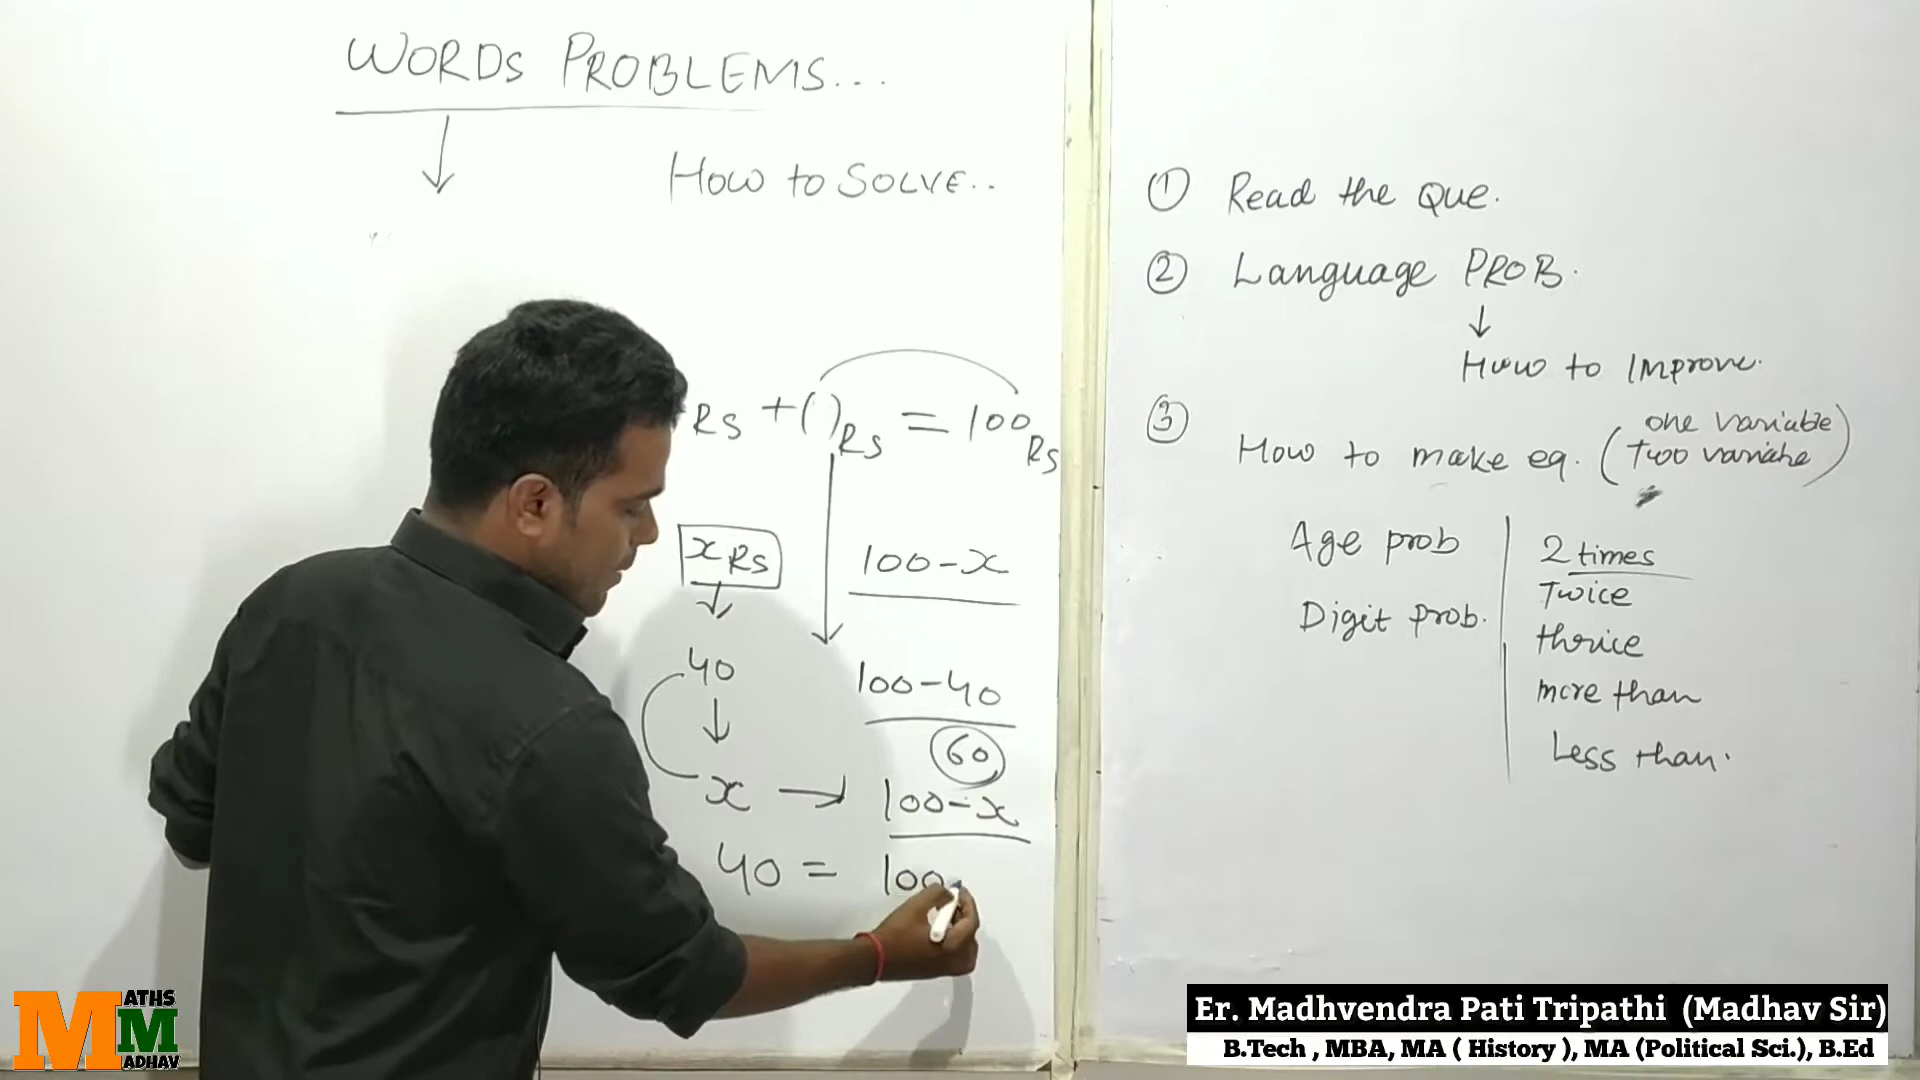 WORDS PROBLEMS...
HOW to SOLVE..
RS + ( )RS = 100 RS
x RS
100-x
40
100-40
60
x → 100-x
40 = 100
① Read the QUE.
② Language PROB.
↓
How to Improve.
③ How to make eq. (one variable
Two variable)
Age prob
Digit prob.
2 times
Twice
thrice
more than
Less than.
MATHS
MADHAV
Er. Madhvendra Pati Tripathi (Madhav Sir)
B.Tech , MBA, MA ( History ), MA (Political Sci.), B.Ed